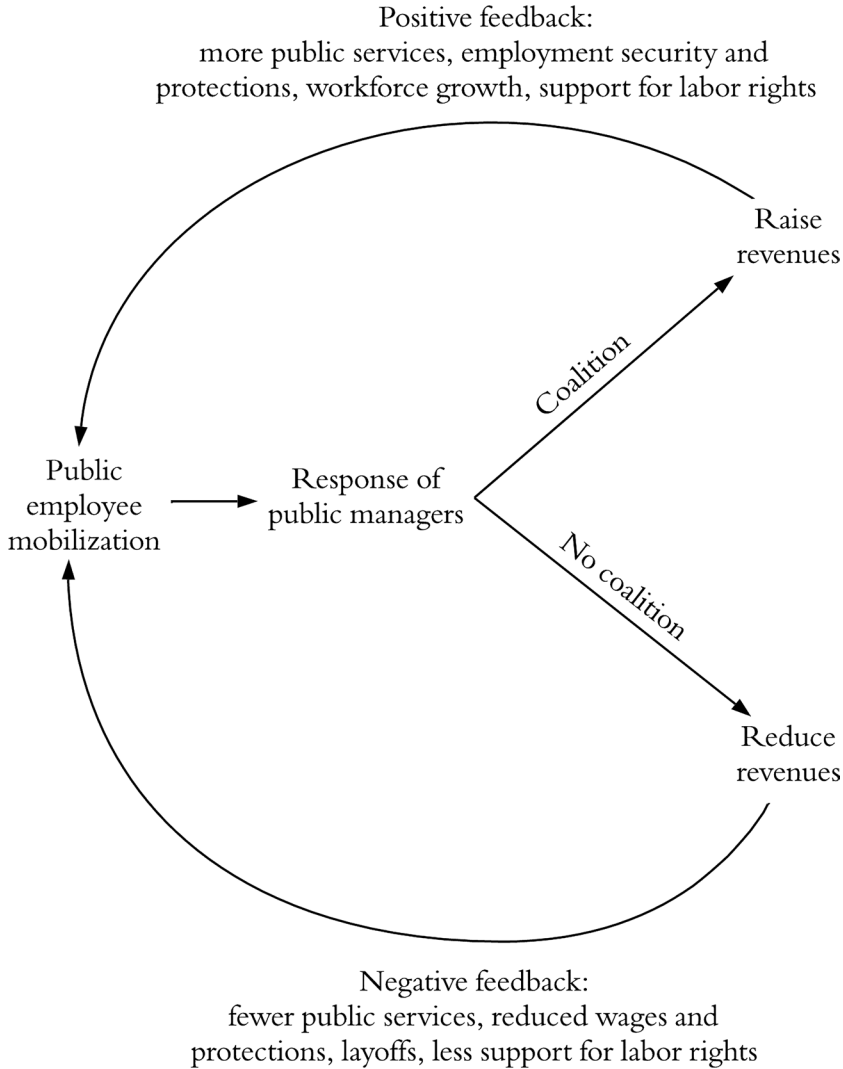 Positive feedback:
more public services, employment security and
protections, workforce growth, support for labor rights
Raise
revenues
Coalition
Public
employee
mobilization
Response of
public managers
No coalition
Reduce
revenues
Negative feedback:
fewer public services, reduced wages and
protections, layoffs, less support for labor rights